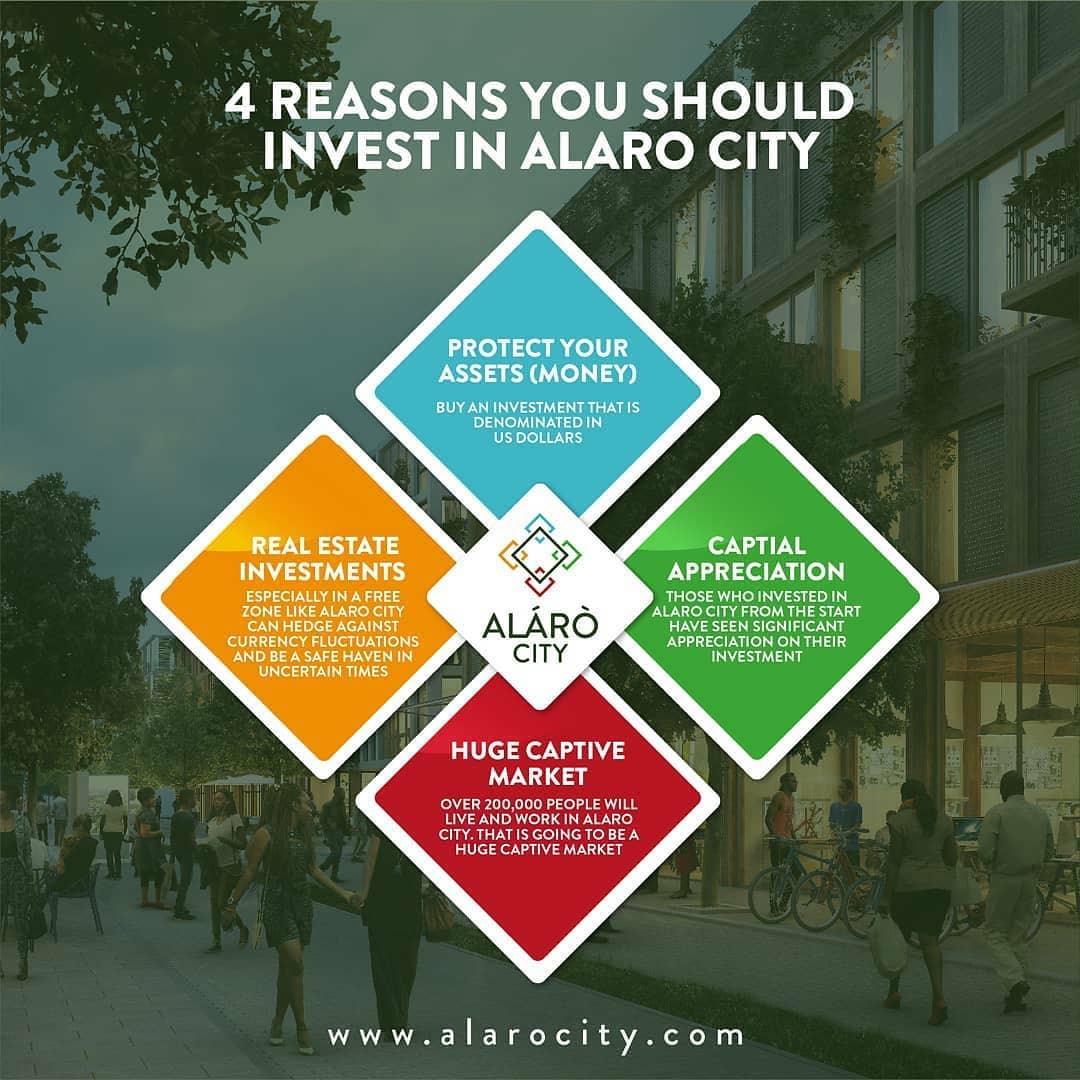 4 REASONS YOU SHOULD
INVEST IN ALARO CITY
PROTECT YOUR
ASSETS (MONEY)
BUY AN INVESTMENT THAT IS
DENOMINATED IN
US DOLLARS
REAL ESTATE
INVESTMENTS
ESPECIALLY IN A FREE
ZONE LIKE ALARO CITY
CAN HEDGE AGAINST
CURRENCY FLUCTUATIONS
AND BE A SAFE HAVEN IN
UNCERTAIN TIMES
ALÁRÒ
CITY
CAPTIAL
APPRECIATION
THOSE WHO INVESTED IN
ALARO CITY FROM THE START
HAVE SEEN SIGNIFICANT
APPRECIATION ON THEIR
INVESTMENT
HUGE CAPTIVE
MARKET
OVER 200,000 PEOPLE WILL
LIVE AND WORK IN ALARO
CITY. THAT IS GOING TO BE A
HUGE CAPTIVE MARKET
www.alarocity.com